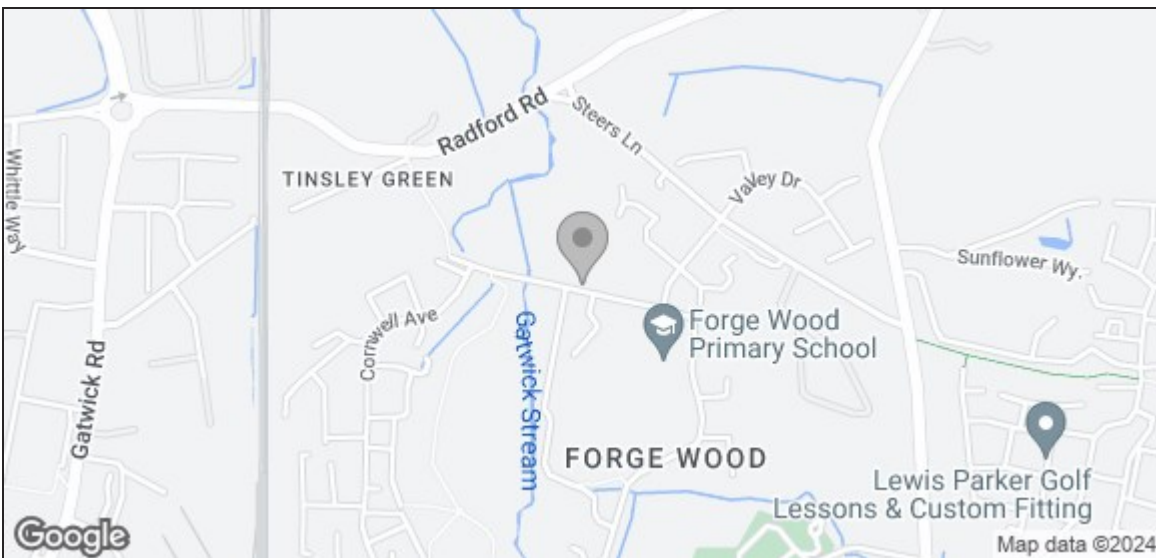 Radford Rd
Steers Ln
Whittle Way
TINSLEY GREEN
Valley Dr
Sunflower Wy.
Gatwick Rd
Cornwell Ave
Gatwick Stream
Forge Wood
Primary School
FORGE WOOD
Lewis Parker Golf
Lessons & Custom Fitting
Google
Map data ©2024